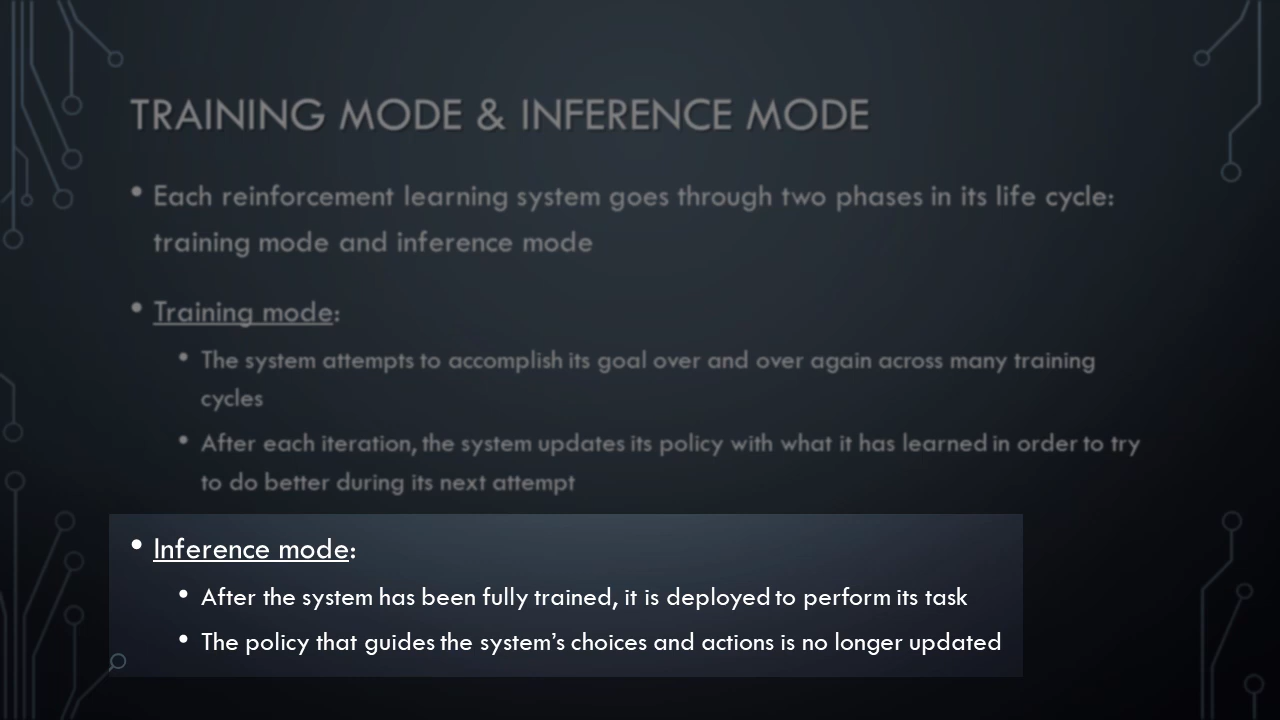 TRAINING MODE & INFERENCE MODE
• Each reinforcement learning system goes through two phases in its life cycle:
training mode and inference mode
• Training mode:
• The system attempts to accomplish its goal over and over again across many training
cycles
• After each iteration, the system updates its policy with what it has learned in order to try
to do better during its next attempt
• Inference mode:
• After the system has been fully trained, it is deployed to perform its task
• The policy that guides the system’s choices and actions is no longer updated